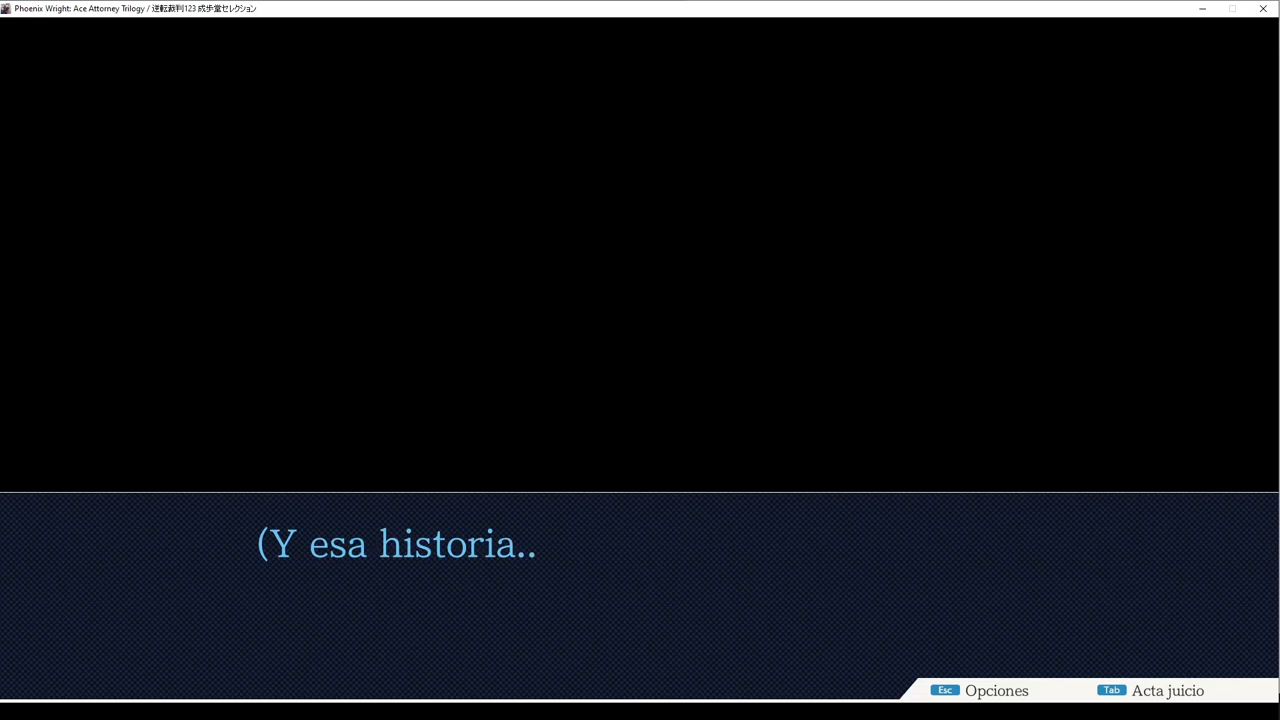 Phoenix Wright: Ace Attorney Trilogy / 逆転裁判123 成歩堂セレクション
(Y esa historia..
Esc Opciones
Tab Acta juicio